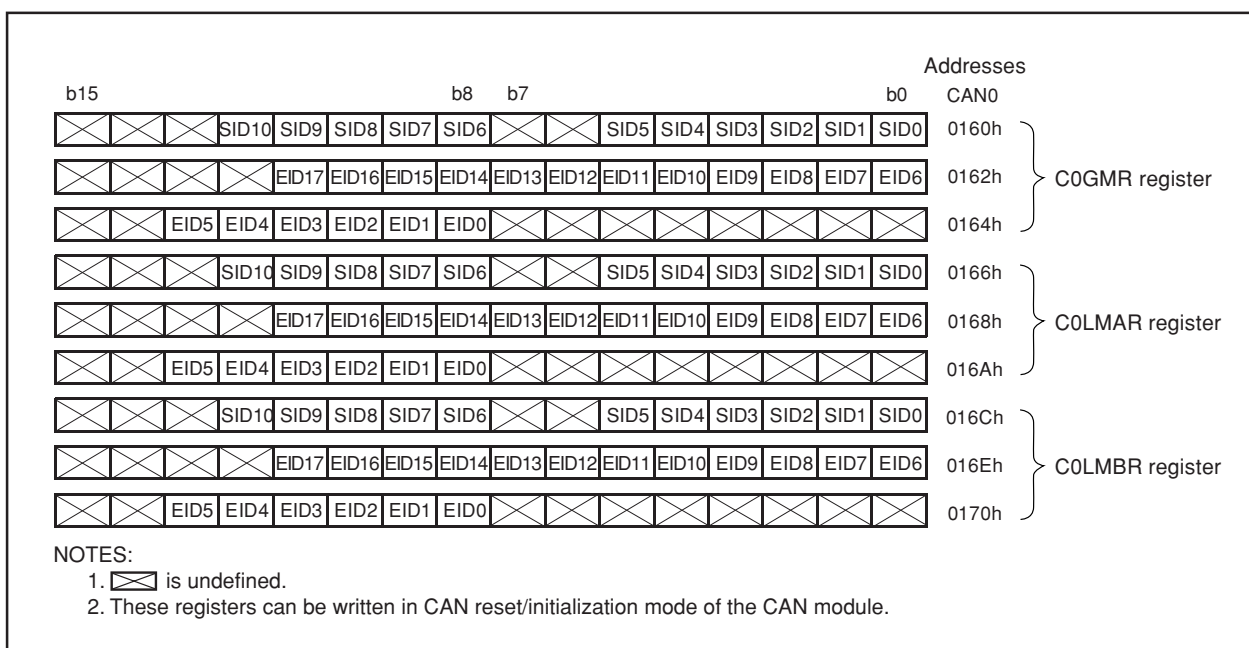 Addresses
b15 b8 b7 b0 CAN0
SID10 SID9 SID8 SID7 SID6 SID5 SID4 SID3 SID2 SID1 SID0 0160h
EID17 EID16 EID15 EID14 EID13 EID12 EID11 EID10 EID9 EID8 EID7 EID6 0162h C0GMR register
EID5 EID4 EID3 EID2 EID1 EID0 0164h
SID10 SID9 SID8 SID7 SID6 SID5 SID4 SID3 SID2 SID1 SID0 0166h
EID17 EID16 EID15 EID14 EID13 EID12 EID11 EID10 EID9 EID8 EID7 EID6 0168h C0LMAR register
EID5 EID4 EID3 EID2 EID1 EID0 016Ah
SID10 SID9 SID8 SID7 SID6 SID5 SID4 SID3 SID2 SID1 SID0 016Ch
EID17 EID16 EID15 EID14 EID13 EID12 EID11 EID10 EID9 EID8 EID7 EID6 016Eh C0LMBR register
EID5 EID4 EID3 EID2 EID1 EID0 0170h
NOTES:
1. is undefined.
2. These registers can be written in CAN reset/initialization mode of the CAN module.